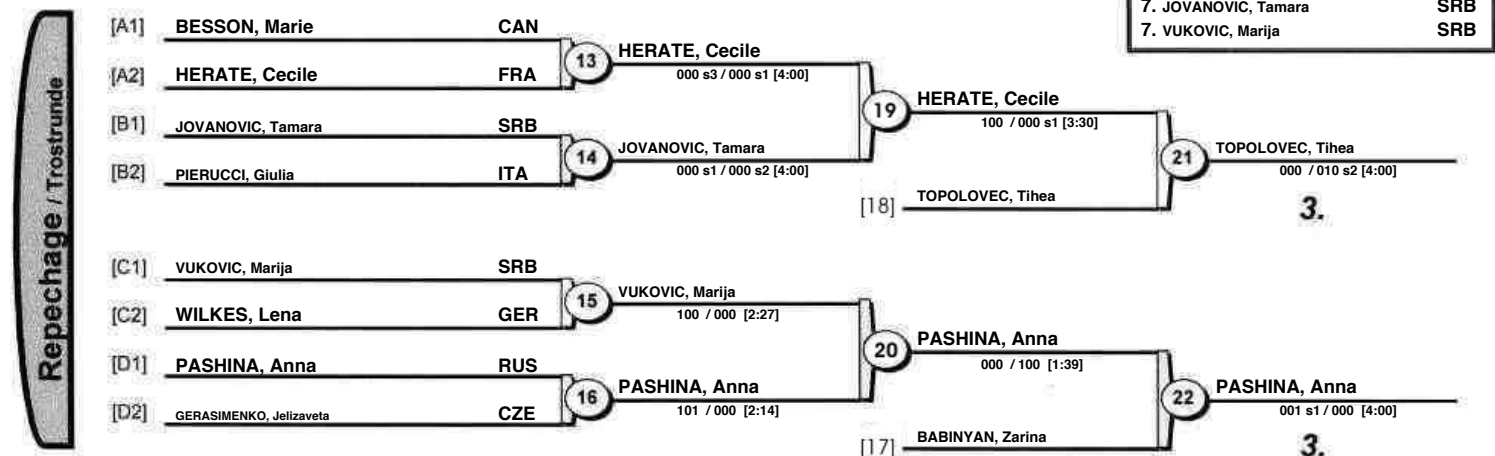 7. JOVANOVIC, Tamara SRB
7. VUKOVIC, Marija SRB
Repechage / Trostrunde
[A1] BESSON, Marie CAN
13 HERATE, Cecile
000 s3 / 000 s1 [4:00]
[A2] HERATE, Cecile FRA
19 HERATE, Cecile
100 / 000 s1 [3:30]
[B1] JOVANOVIC, Tamara SRB
14 JOVANOVIC, Tamara
000 s1 / 000 s2 [4:00]
[B2] PIERUCCI, Giulia ITA
21 TOPOLOVEC, Tihea
000 / 010 s2 [4:00]
[18] TOPOLOVEC, Tihea
3.
[C1] VUKOVIC, Marija SRB
15 VUKOVIC, Marija
100 / 000 [2:27]
[C2] WILKES, Lena GER
20 PASHINA, Anna
000 / 100 [1:39]
[D1] PASHINA, Anna RUS
16 PASHINA, Anna
101 / 000 [2:14]
[D2] GERASIMENKO, Jelizaveta CZE
22 PASHINA, Anna
001 s1 / 000 [4:00]
[17] BABINYAN, Zarina
3.